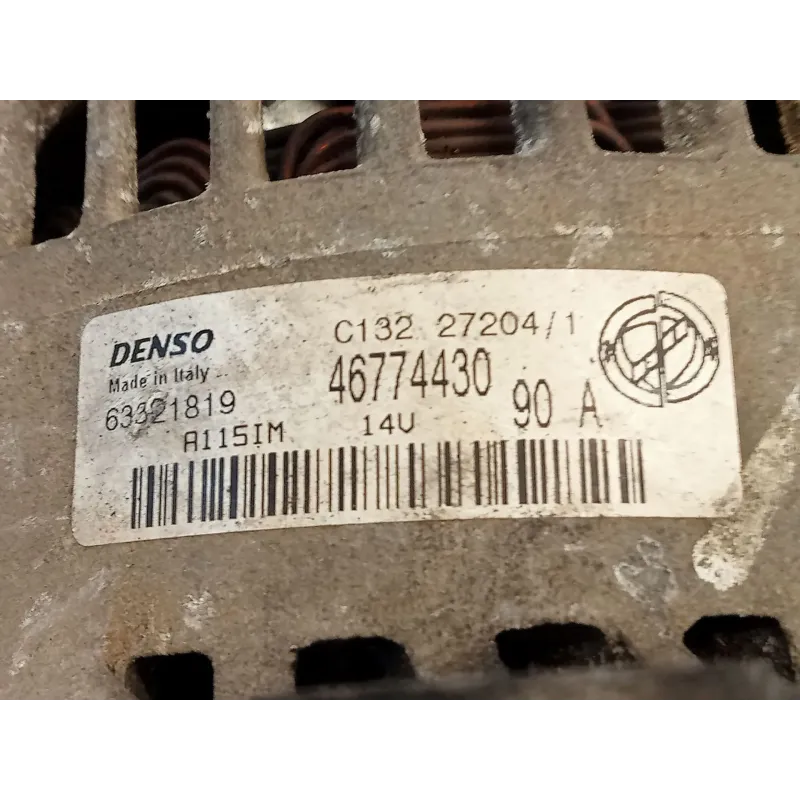 DENSO
Made in Italy
63321819
A115IM
C132 27204/1
46774430
14V
90 A